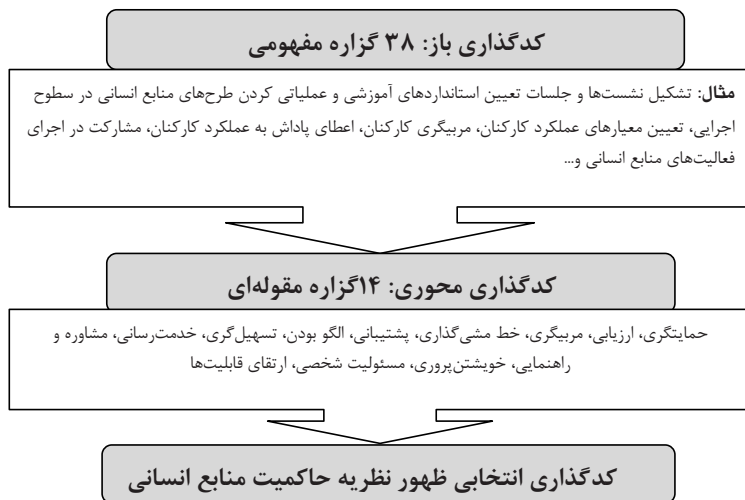 کدگذاری باز: ۳۸ گزاره مفهومی
مثال: تشکیل نشست‌ها و جلسات تعیین استانداردهای آموزشی و عملیاتی کردن طرح‌های منابع انسانی در سطوح
اجرایی، تعیین معیارهای عملکرد کارکنان، مربیگری کارکنان، اعطای پاداش به عملکرد کارکنان، مشارکت در اجرای
فعالیت‌های منابع انسانی و...
کدگذاری محوری: ۱۴گزاره مقوله‌ای
حمایتگری، ارزیابی، مربیگری، خط مشی‌گذاری، پشتیبانی، الگو بودن، تسهیل‌گری، خدمت‌رسانی، مشاوره و
راهنمایی، خویشتن‌پروری، مسئولیت شخصی، ارتقای قابلیت‌ها
کدگذاری انتخابی ظهور نظریه حاکمیت منابع انسانی